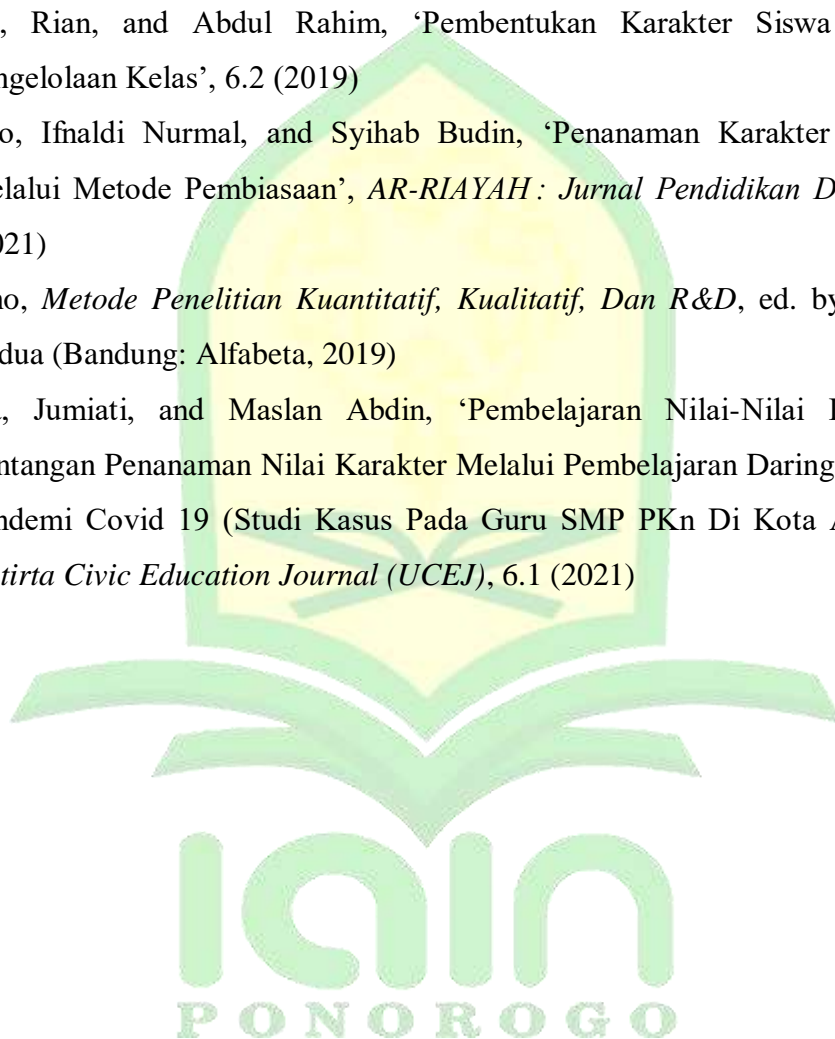 , Rian, and Abdul Rahim, ‘Pembentukan Karakter Siswa
ngelolaan Kelas’, 6.2 (2019)
o, Ifnaldi Nurmal, and Syihab Budin, ‘Penanaman Karakter
elalui Metode Pembiasaan’, AR-RIAYAH : Jurnal Pendidikan D
021)
no, Metode Penelitian Kuantitatif, Kualitatif, Dan R&D, ed. by
dua (Bandung: Alfabeta, 2019)
, Jumiati, and Maslan Abdin, ‘Pembelajaran Nilai-Nilai
ntangan Penanaman Nilai Karakter Melalui Pembelajaran Daring
ndemi Covid 19 (Studi Kasus Pada Guru SMP PKn Di Kota A
tirta Civic Education Journal (UCEJ), 6.1 (2021)
IAIN
PONOROGO